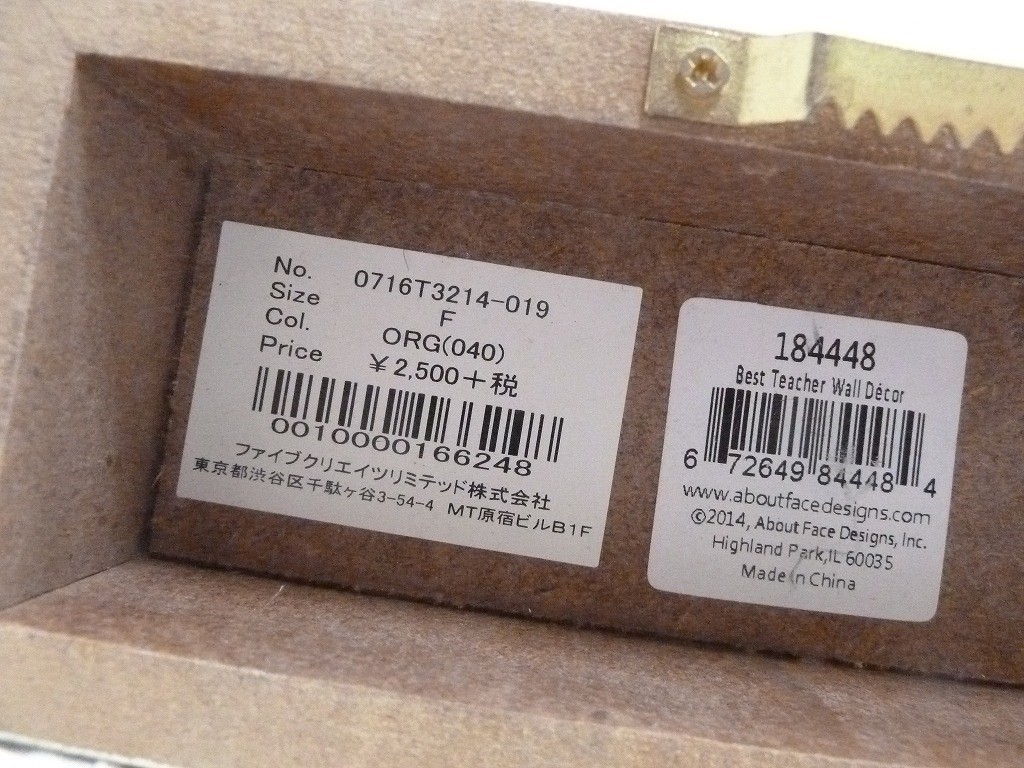 No. 0716T3214-019
Size F
Col. ORG(040)
Price ¥2,500+税
0010000166248
ファイブクリエイツリミテッド株式会社
東京都渋谷区千駄ヶ谷3-54-4 MT原宿ビルB1F
184448
Best Teacher Wall Décor
6 72649 84448 4
www.aboutfacedesigns.com
©2014, About Face Designs, Inc.
Highland Park,IL 60035
Made in China